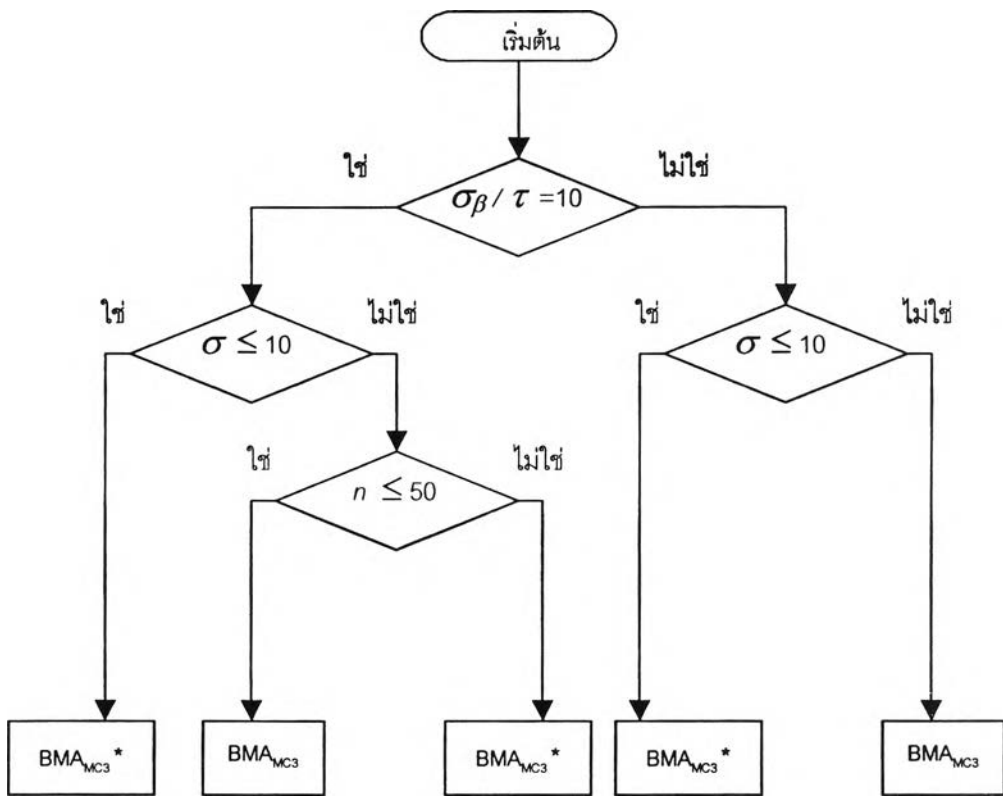 เริ่มต้น
ใช่
ไม่ใช่
σβ / τ =10
ใช่
ไม่ใช่
ใช่
ไม่ใช่
σ ≤ 10
σ ≤ 10
ใช่
ไม่ใช่
n ≤ 50
BMAMC3*
BMAMC3
BMAMC3*
BMAMC3*
BMAMC3